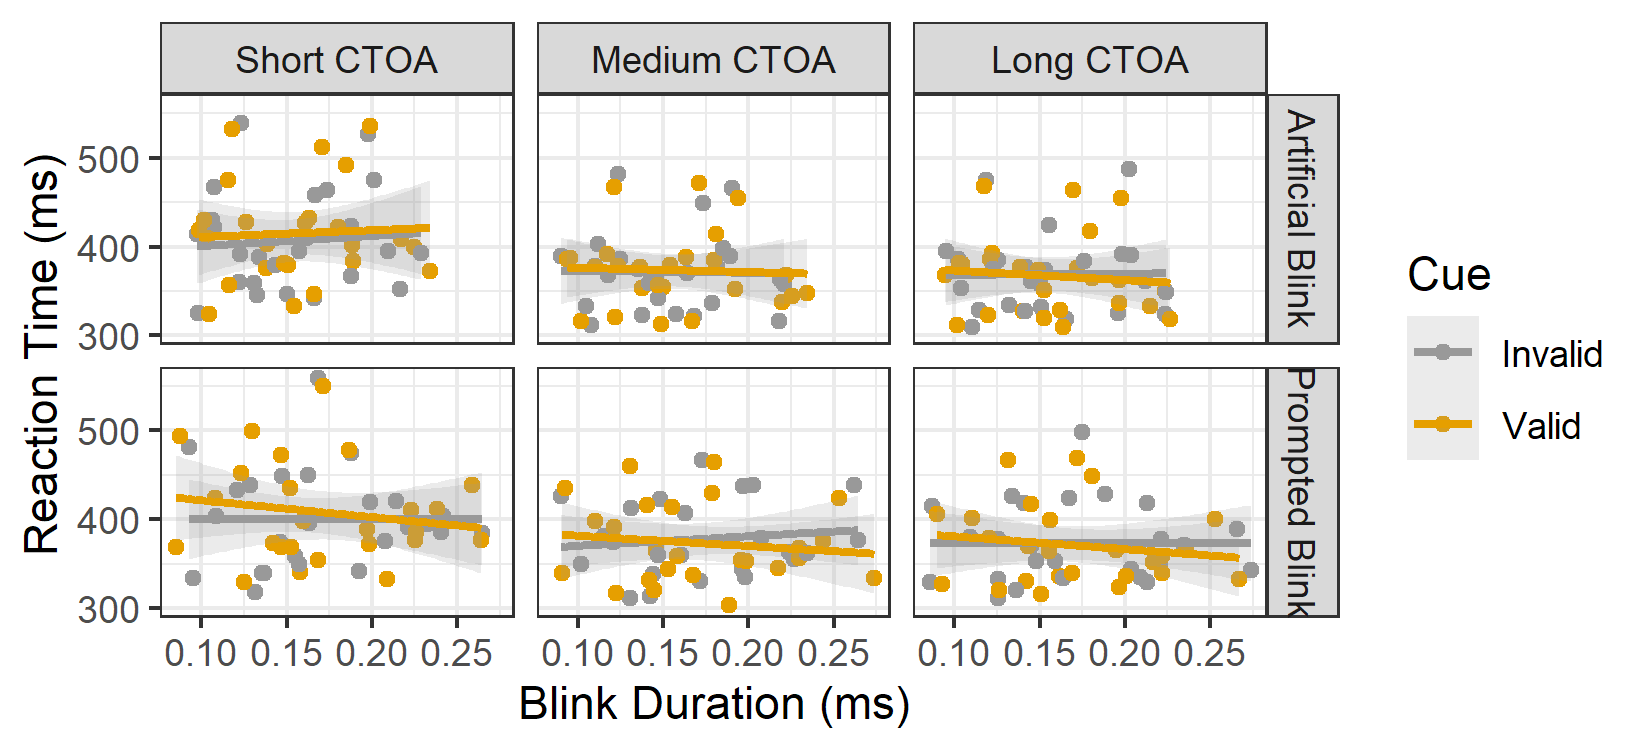 Short CTOA
Medium CTOA
Long CTOA
Artificial Blink
Prompted Blink
Reaction Time (ms)
500
400
300
500
400
300
0.10 0.15 0.20 0.25
0.10 0.15 0.20 0.25
0.10 0.15 0.20 0.25
Blink Duration (ms)
Cue
Invalid
Valid